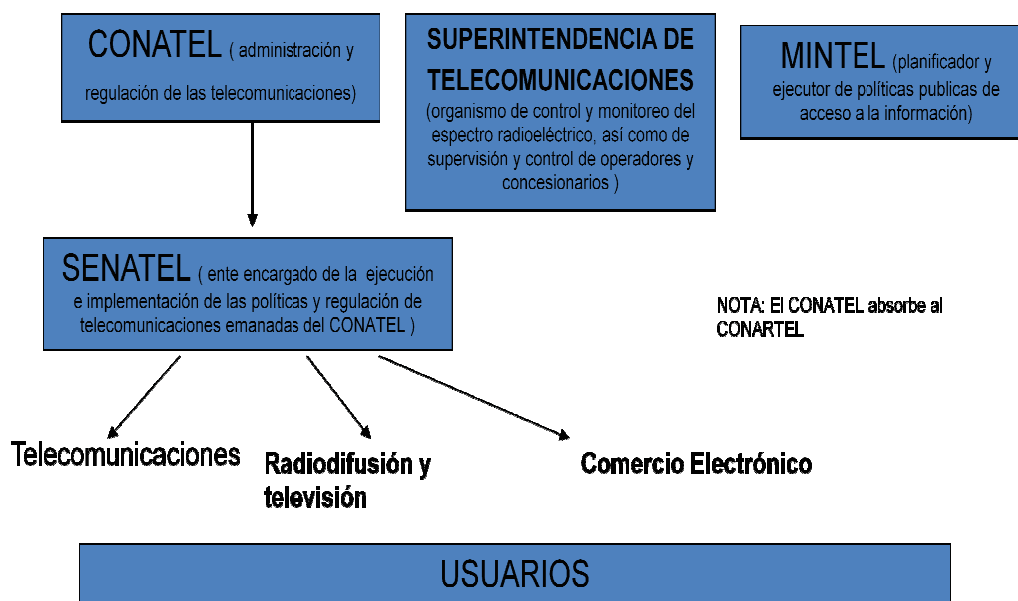 CONATEL ( administración y
regulación de las telecomunicaciones)
SUPERINTENDENCIA DE
TELECOMUNICACIONES
(organismo de control y monitoreo del
espectro radioeléctrico, así como de
supervisión y control de operadores y
concesionarios )
MINTEL (planificador y
ejecutor de políticas publicas de
acceso a la información)
SENATEL ( ente encargado de la ejecución
e implementación de las políticas y regulación de
telecomunicaciones emanadas del CONATEL )
NOTA: El CONATEL absorbe al
CONARTEL
Telecomunicaciones
Radiodifusión y
televisión
Comercio Electrónico
USUARIOS